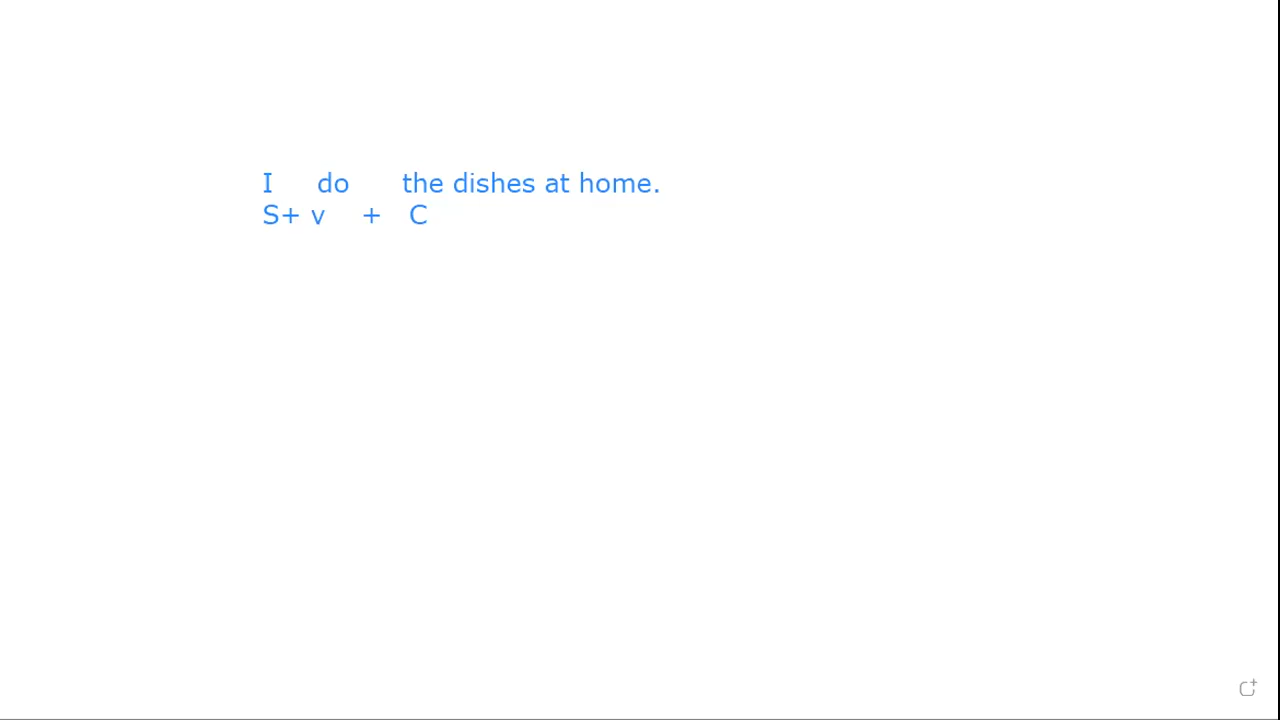 I do the dishes at home.
S+ v + C